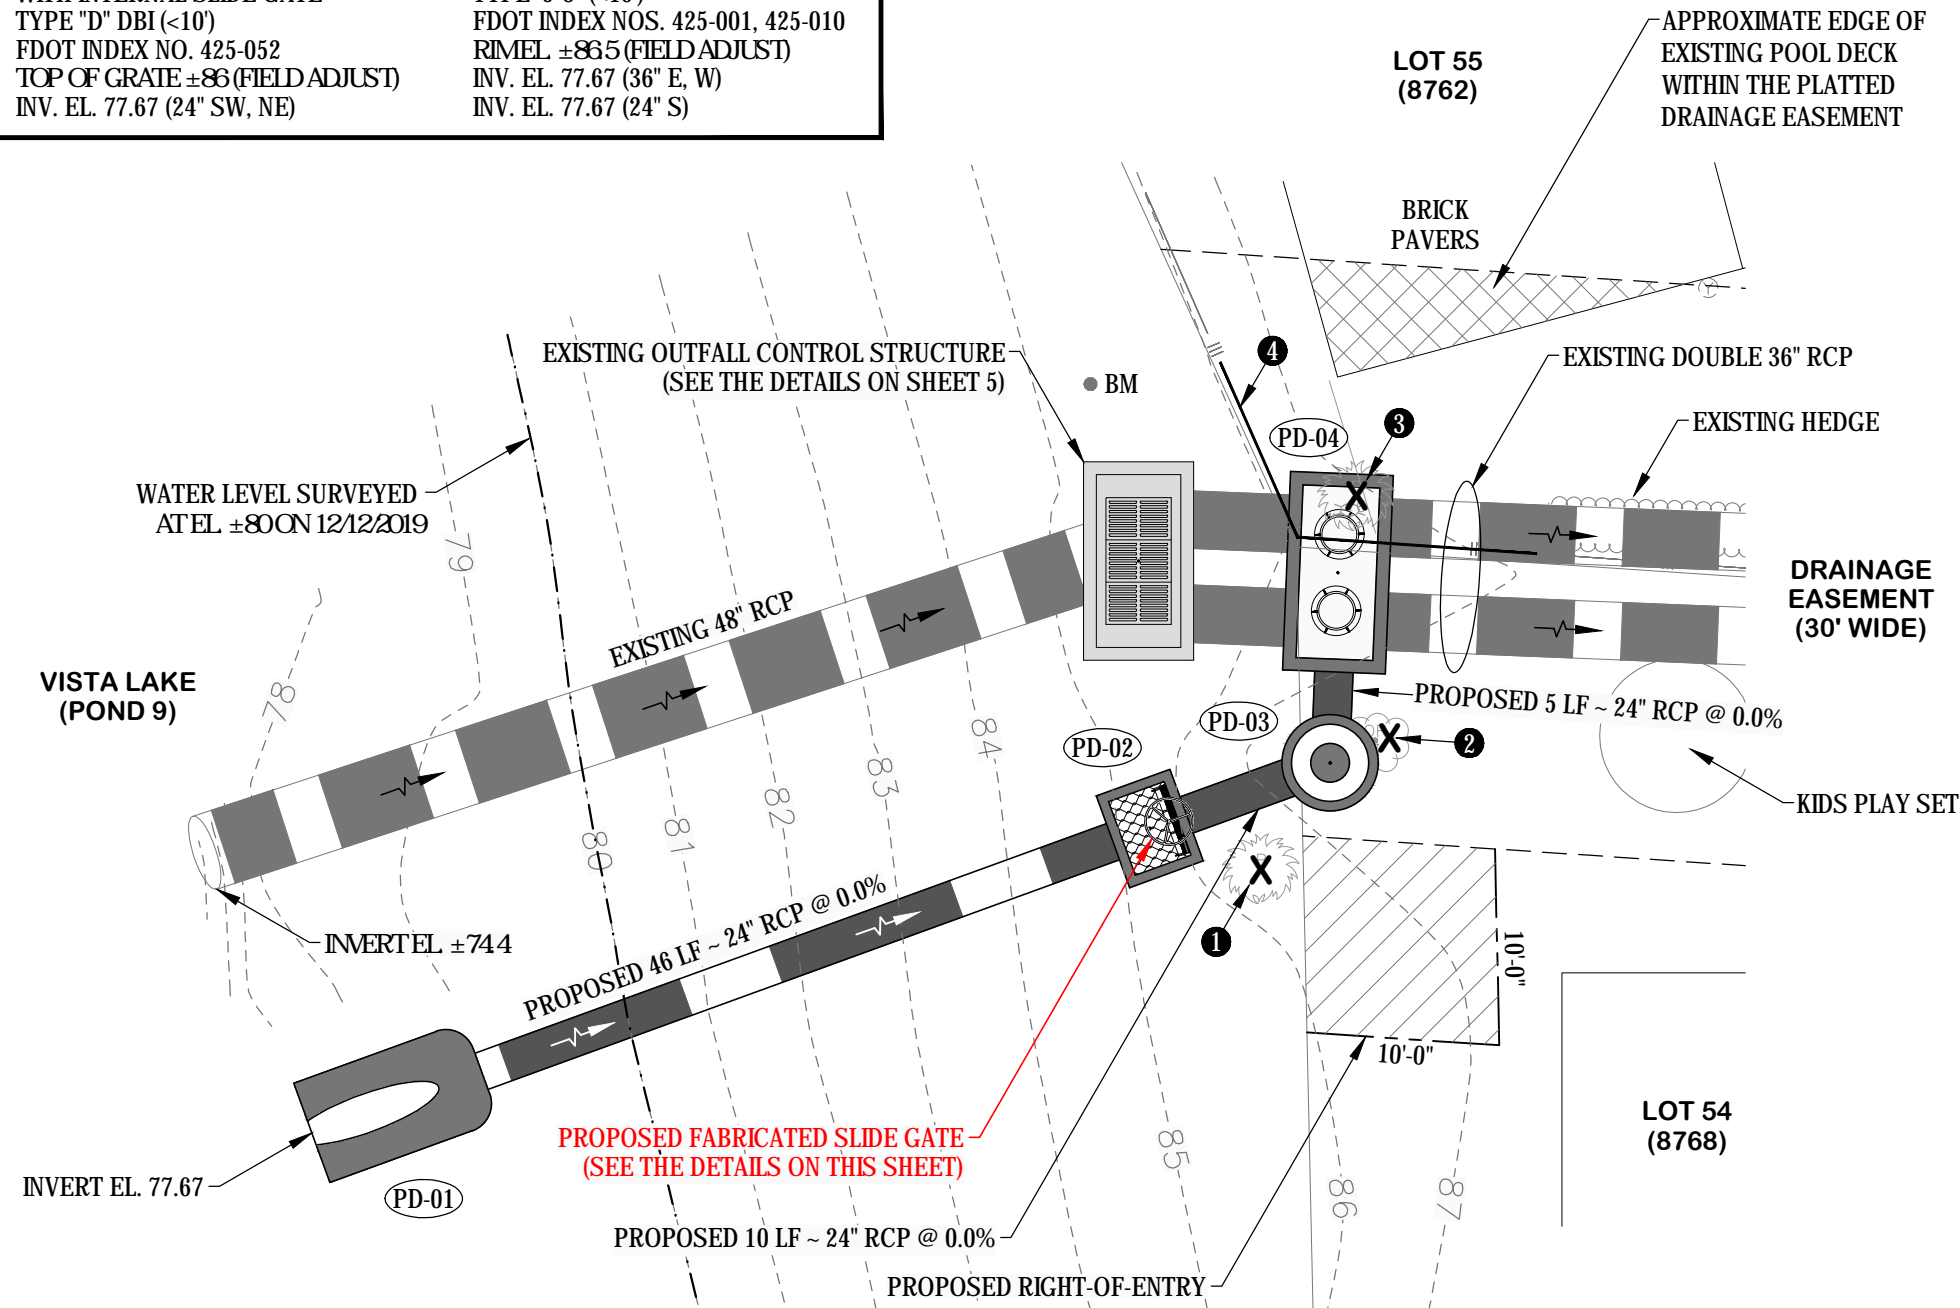 TYPE "D" DBI (<10')
FDOT INDEX NO. 425-052
TOP OF GRATE ±86 (FIELD ADJUST)
INV. EL. 77.67 (24" SW, NE)
FDOT INDEX NOS. 425-001, 425-010
RIM EL. ±86.5 (FIELD ADJUST)
INV. EL. 77.67 (36" E, W)
INV. EL. 77.67 (24" S)
LOT 55
(8762)
APPROXIMATE EDGE OF
EXISTING POOL DECK
WITHIN THE PLATTED
DRAINAGE EASEMENT
BRICK
PAVERS
EXISTING OUTFALL CONTROL STRUCTURE
(SEE THE DETAILS ON SHEET 5)
BM
4
3
PD-04
EXISTING DOUBLE 36" RCP
EXISTING HEDGE
WATER LEVEL SURVEYED
AT EL. ±80 ON 12/12/2019
79
78
EXISTING 48" RCP
DRAINAGE
EASEMENT
(30' WIDE)
VISTA LAKE
(POND 9)
PROPOSED 5 LF ~ 24" RCP @ 0.0%
PD-03
PD-02
2
84
83
82
81
80
KIDS PLAY SET
INVERT EL. ±74.4
PROPOSED 46 LF ~ 24" RCP @ 0.0%
1
10'-0"
10'-0"
PROPOSED FABRICATED SLIDE GATE
(SEE THE DETAILS ON THIS SHEET)
85
86
87
LOT 54
(8768)
INVERT EL. 77.67
PD-01
PROPOSED 10 LF ~ 24" RCP @ 0.0%
PROPOSED RIGHT-OF-ENTRY